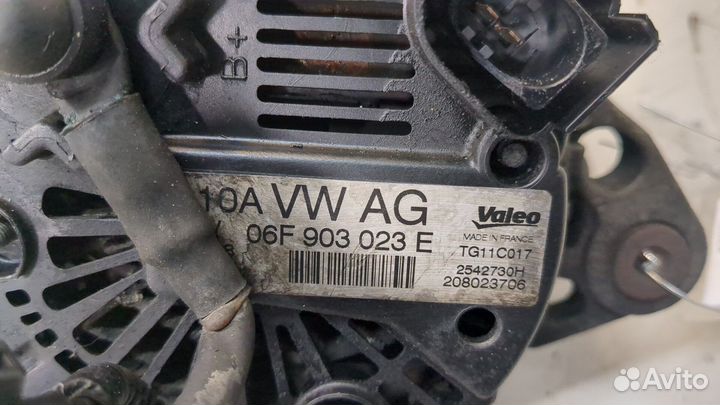 B+
10A VW AG
06F 903 023 E
Valeo
MADE IN FRANCE
TG11C017
2542730H
208023706
Avito